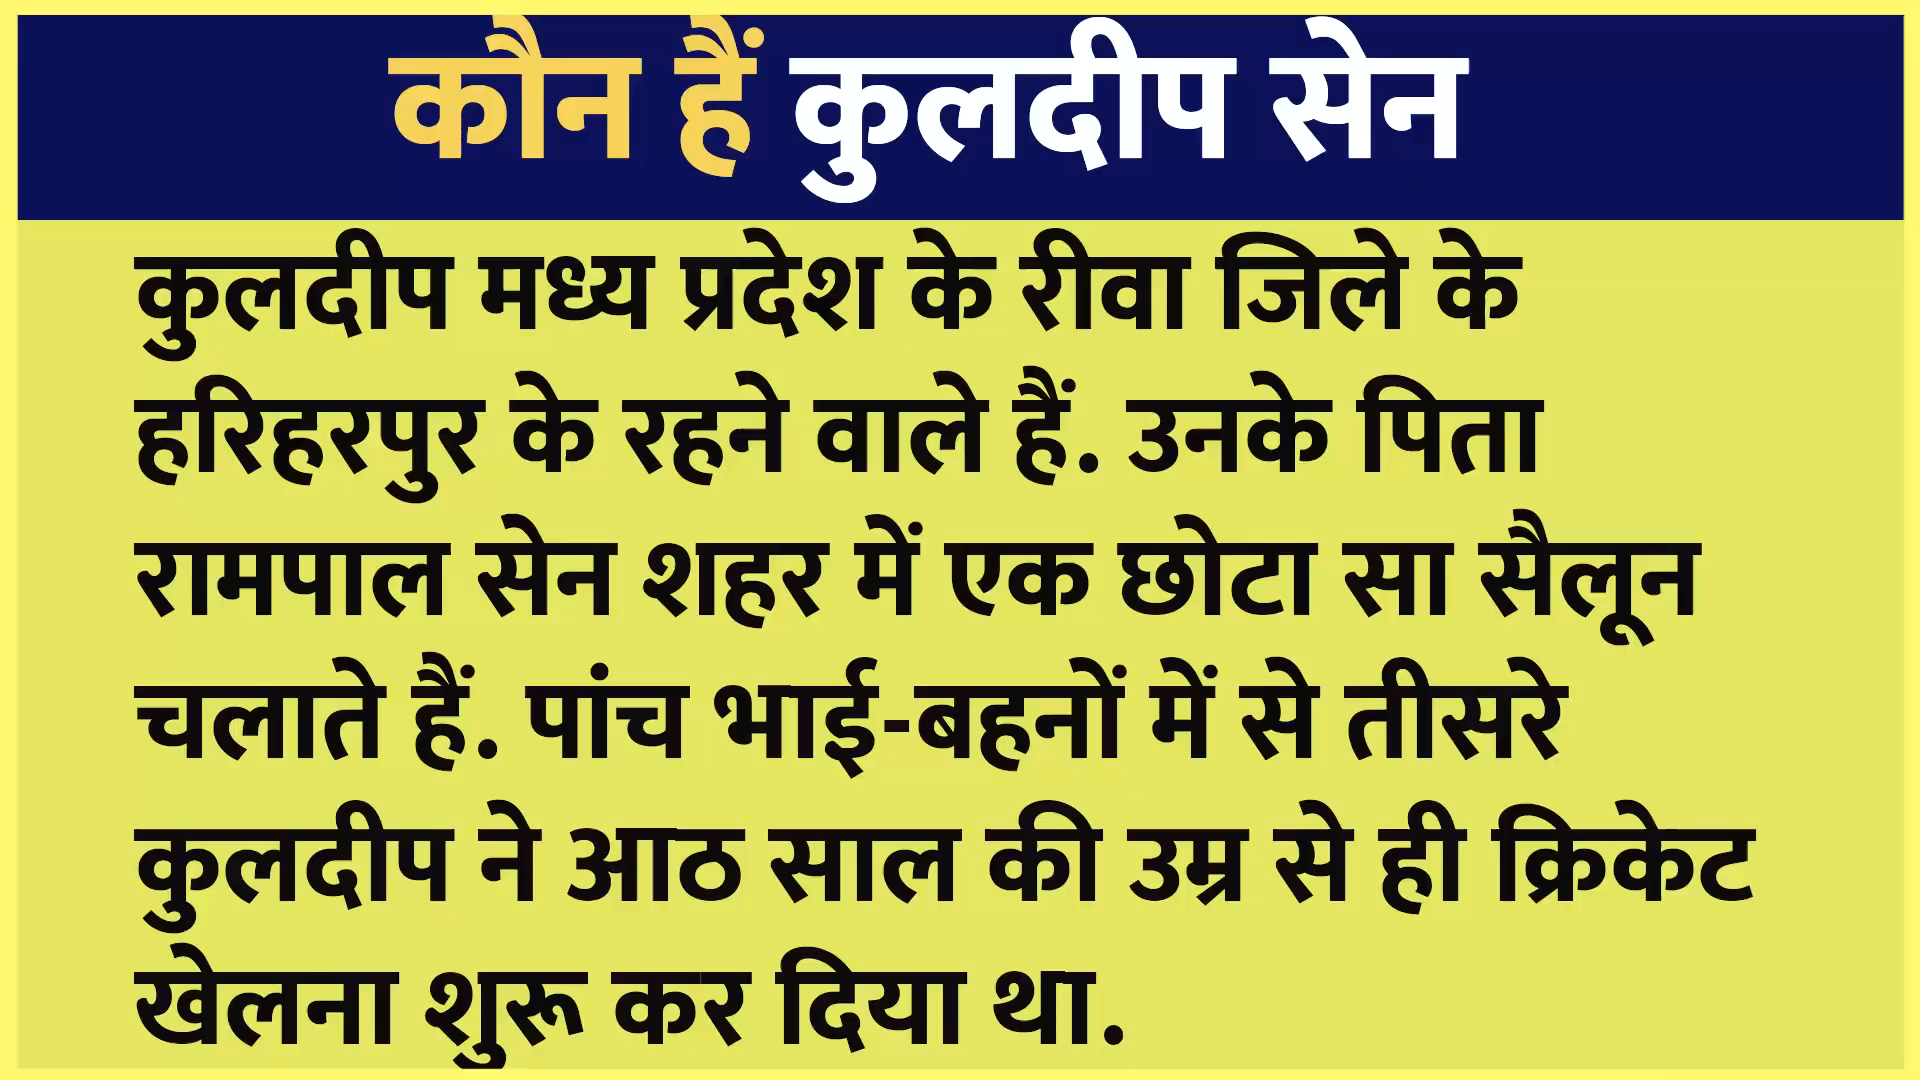 कौन हैं कुलदीप सेन
कुलदीप मध्य प्रदेश के रीवा जिले के
हरिहरपुर के रहने वाले हैं. उनके पिता
रामपाल सेन शहर में एक छोटा सा सैलून
चलाते हैं. पांच भाई-बहनों में से तीसरे
कुलदीप ने आठ साल की उम्र से ही क्रिकेट
खेलना शुरू कर दिया था.